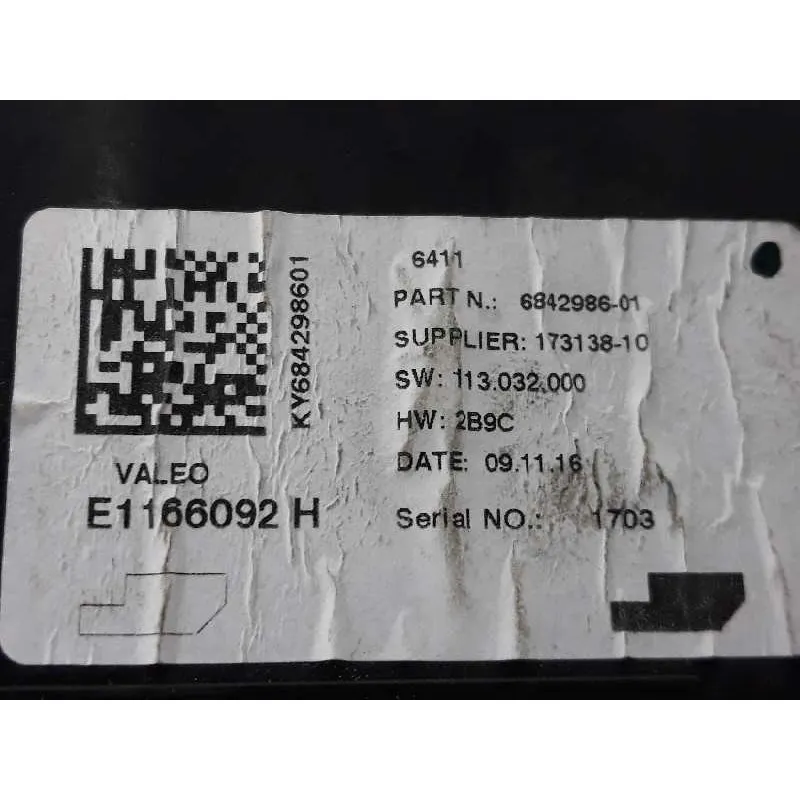 6411
PART N.: 6842986-01
SUPPLIER: 173138-10
SW: 113.032.000
HW: 2B9C
DATE: 09.11.16
Serial NO.: 1703
KY684298601
VALEO
E1166092 H